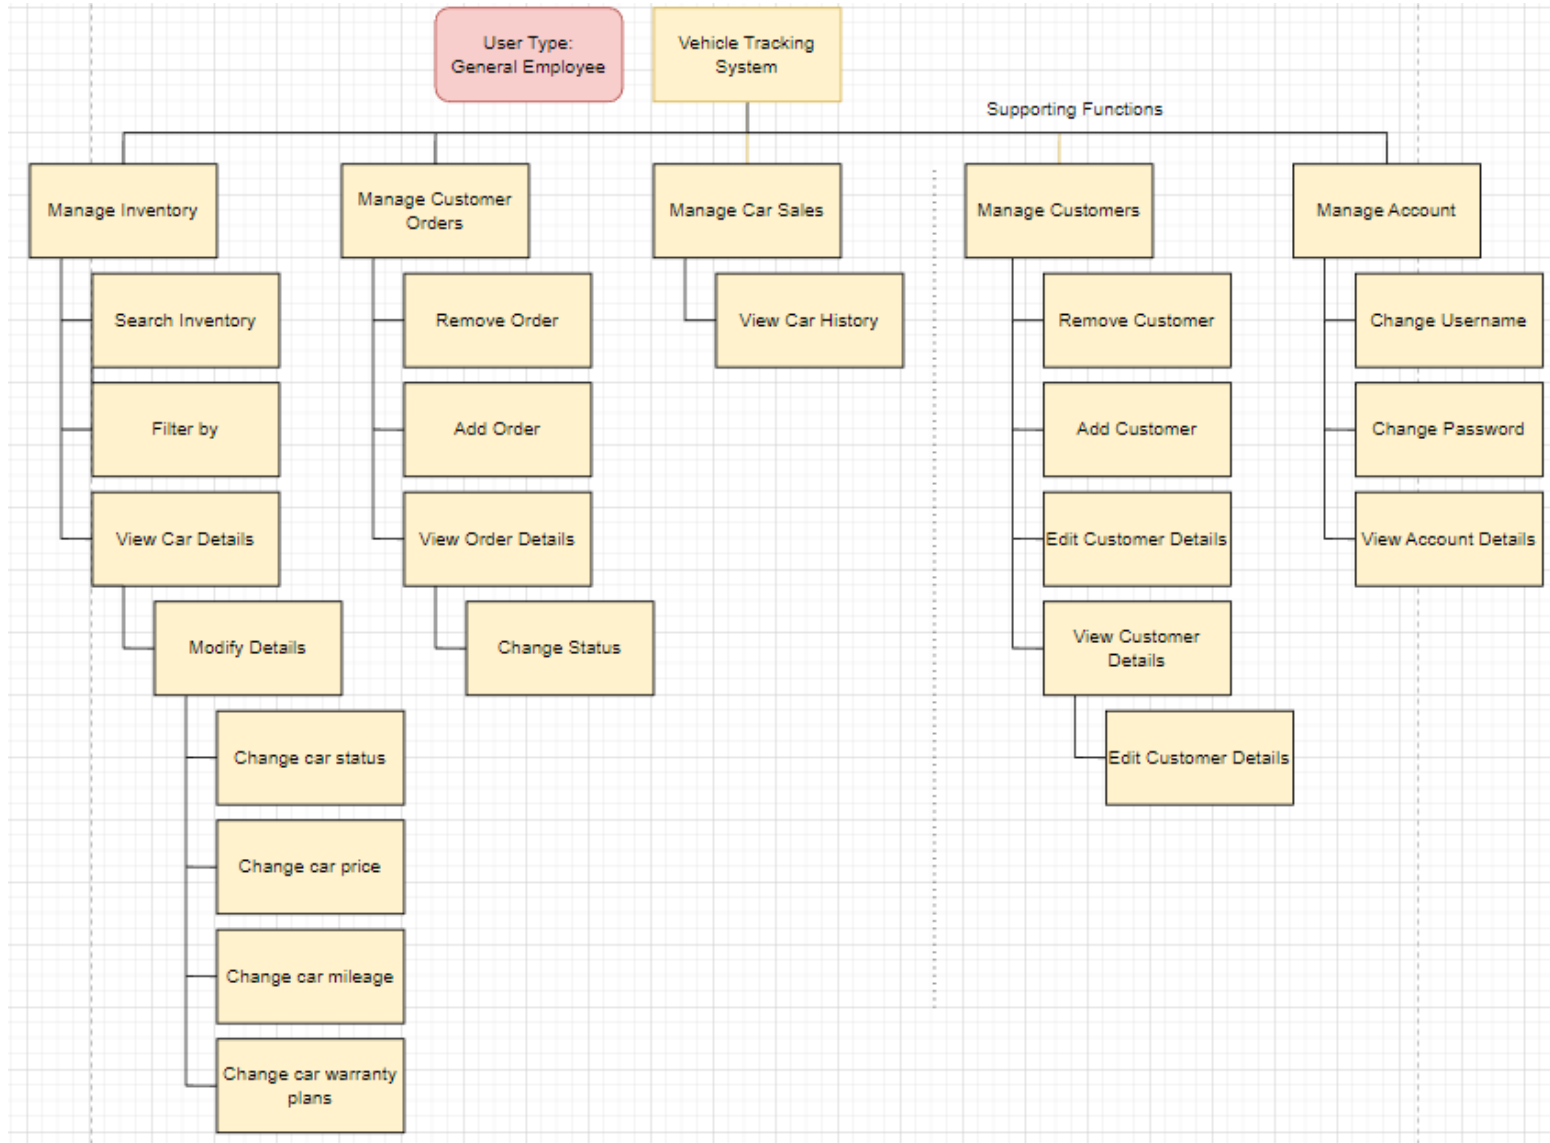 User Type:
General Employee
Vehicle Tracking
System
Supporting Functions
Manage Inventory
Manage Customer
Orders
Manage Car Sales
Manage Customers
Manage Account
Search Inventory
Remove Order
View Car History
Remove Customer
Change Username
Filter by
Add Order
Add Customer
Change Password
View Car Details
View Order Details
Edit Customer Details
View Account Details
Modify Details
Change Status
View Customer
Details
Change car status
Edit Customer Details
Change car price
Change car mileage
Change car warranty
plans